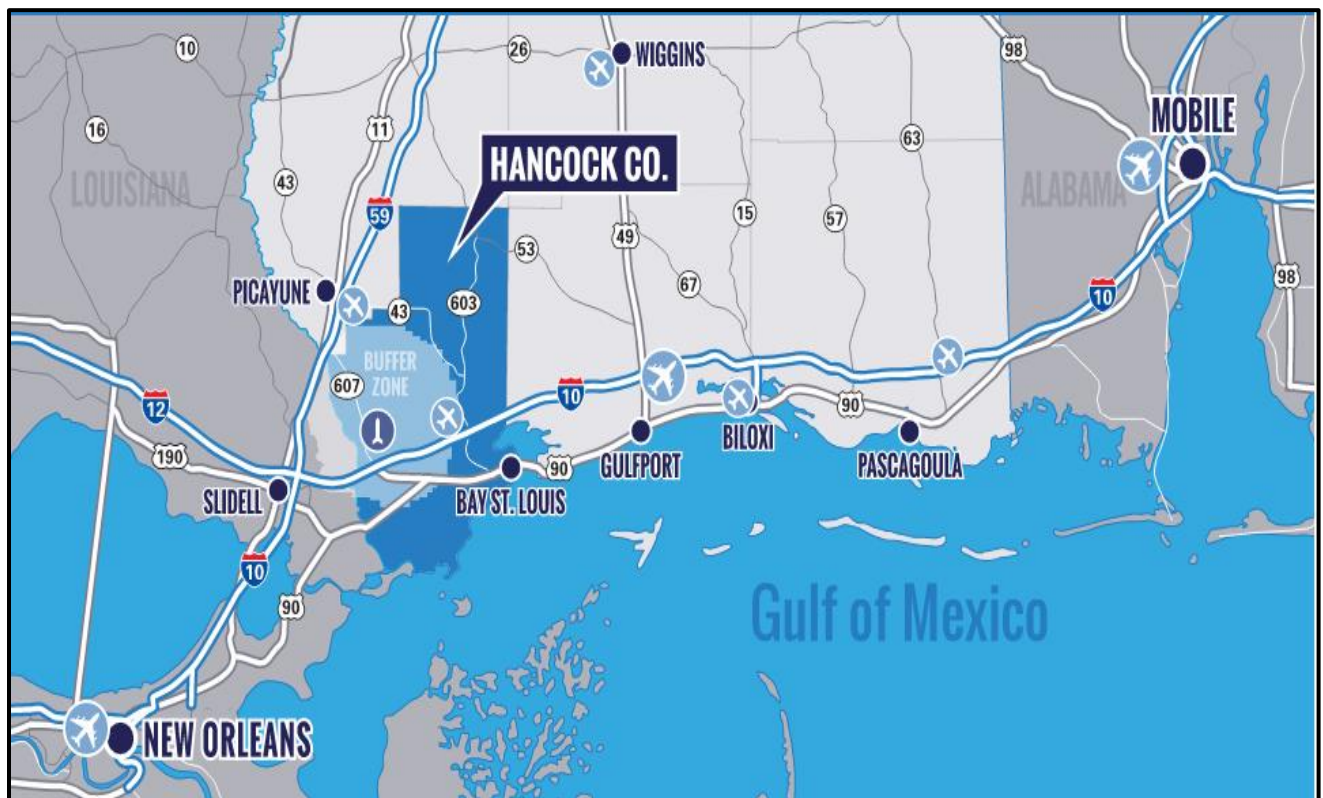 10
26
WIGGINS
98
16
11
MOBILE
63
HANCOCK CO.
LOUISIANA
43
ALABAMA
59
15
57
49
53
98
PICAYUNE
67
10
43
603
BUFFER
ZONE
607
10
12
90
190
GULFPORT
BILOXI
PASCAGOULA
90
SLIDELL
BAY ST. LOUIS
10
90
Gulf of Mexico
NEW ORLEANS